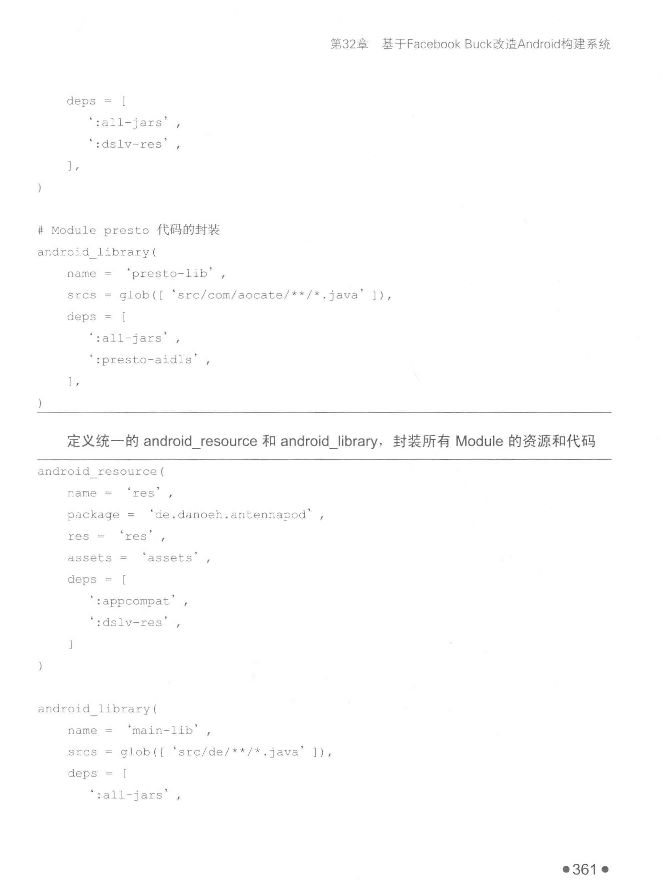 第32章 基于Facebook Buck改造Android构建系统
deps = [
‘:all-jars’,
‘:dslv-res’,
],
)
# Module presto 代码的封装
android_library(
name = ‘presto-lib’,
srcs = glob([‘src/com/aocate/**/*.java’]),
deps = [
‘:all-jars’,
‘:presto-aidls’,
],
)
定义统一的 android_resource 和 android_library，封装所有 Module 的资源和代码
android_resource(
name = ‘res’,
package = ‘de.danoeh.antennapod’,
res = ‘res’,
assets = ‘assets’,
deps = [
‘:appcompat’,
‘:dslv-res’,
]
)
android_library(
name = ‘main-lib’,
srcs = glob([‘src/de/**/*.java’]),
deps = [
‘:all-jars’,
●361●